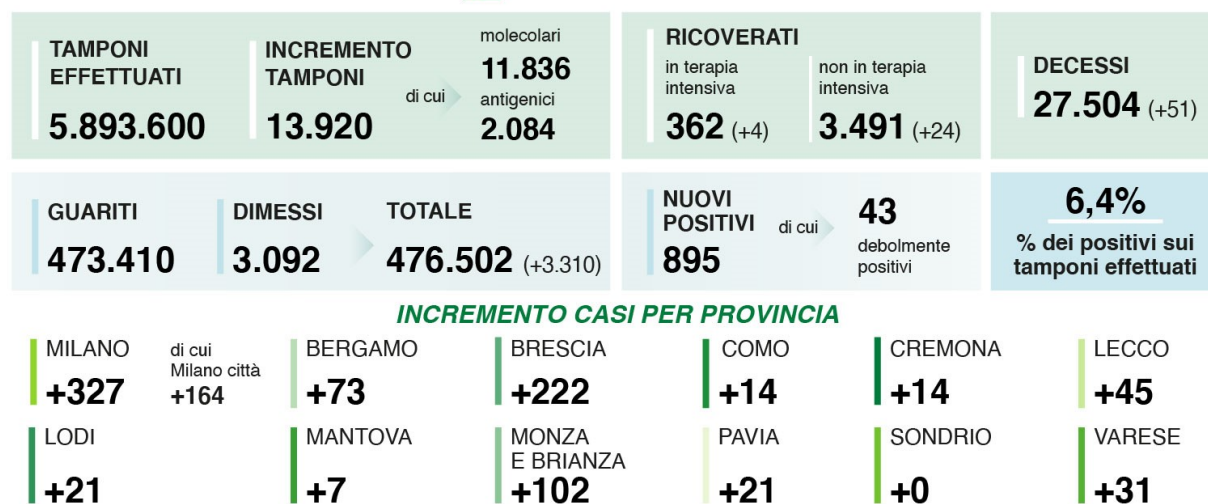 TAMPONI
EFFETTUATI
5.893.600
INCREMENTO
TAMPONI
13.920
di cui
molecolari
11.836
antigenici
2.084
RICOVERATI
in terapia
intensiva
362 (+4)
non in terapia
intensiva
3.491 (+24)
DECESSI
27.504 (+51)
GUARITI
473.410
DIMESSI
3.092
TOTALE
476.502 (+3.310)
NUOVI
POSITIVI
895
di cui
43
debolmente
positivi
6,4%
% dei positivi sui
tamponi effettuati
INCREMENTO CASI PER PROVINCIA
MILANO
+327
di cui
Milano città
+164
BERGAMO
+73
BRESCIA
+222
COMO
+14
CREMONA
+14
LECCO
+45
LODI
+21
MANTOVA
+7
MONZA
E BRIANZA
+102
PAVIA
+21
SONDRIO
+0
VARESE
+31